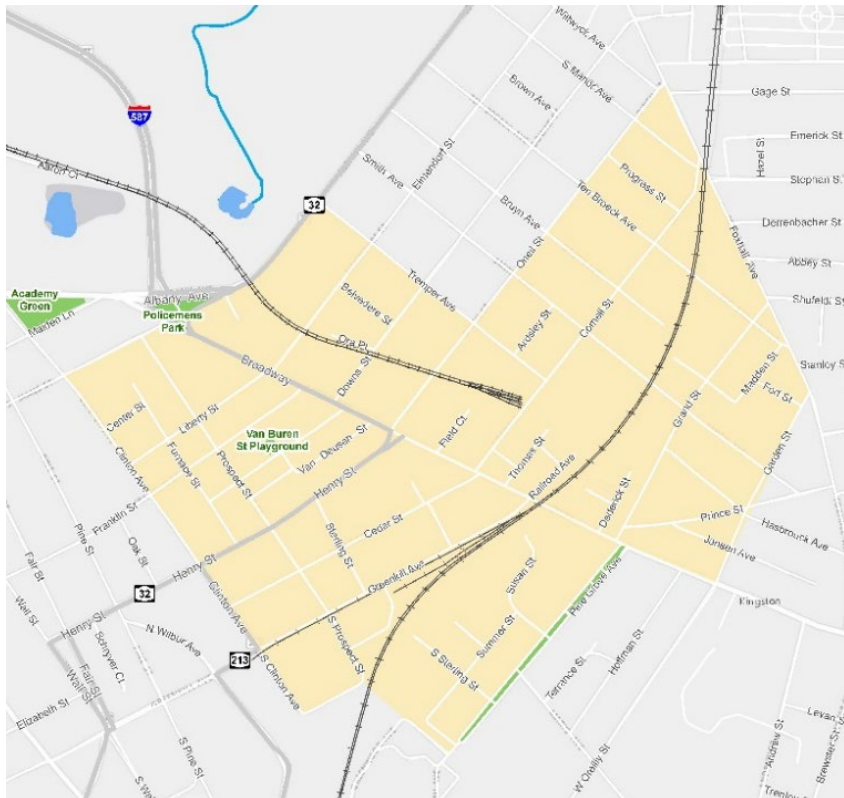 Wiltwyck Ave
S Manor Ave
Gage St
Brown Ave
587
Emerick St
Hazel St
Elmendorf St
Smith Ave
Aaron Ct
Progress St
Stephan St
Ten Broeck Ave
32
Bruyn Ave
Derrenbacher St
Foxhall Ave
Oneil St
Abbey St
Tremper Ave
Belvedere St
Academy
Green
Albany Ave
Policemens
Park
Shufeldt St
Maiden Ln
Ardsley St
Cornell St
Ora Pl
Broadway
Downs St
Madden St
Stanley St
Fort St
Center St
Liberty St
Grand St
Field Ct
Van Buren
St Playground
Van Deusen St
Clinton Ave
Furnace St
Prospect St
Thomas St
Garden St
Henry St
Railroad Ave
Franklin St
Sterling St
Cedar St
Dederick St
Prince St
Hasbrouck Ave
Pine St
Oak St
Jansen Ave
Fair St
Henry St
Greenkill Ave
Susan St
Pine Grove Ave
Wall St
32
Clinton Ave
Kingston
Henry St
N Wilbur Ave
Schryver Ct
S Prospect St
Summer St
Hoffman St
Fair St
Wall St
213
S Clinton Ave
S Sterling St
Terrance St
Elizabeth St
Levan St
S Pine St
Andrew St
Brewster St
W Oreilly St
S Wall